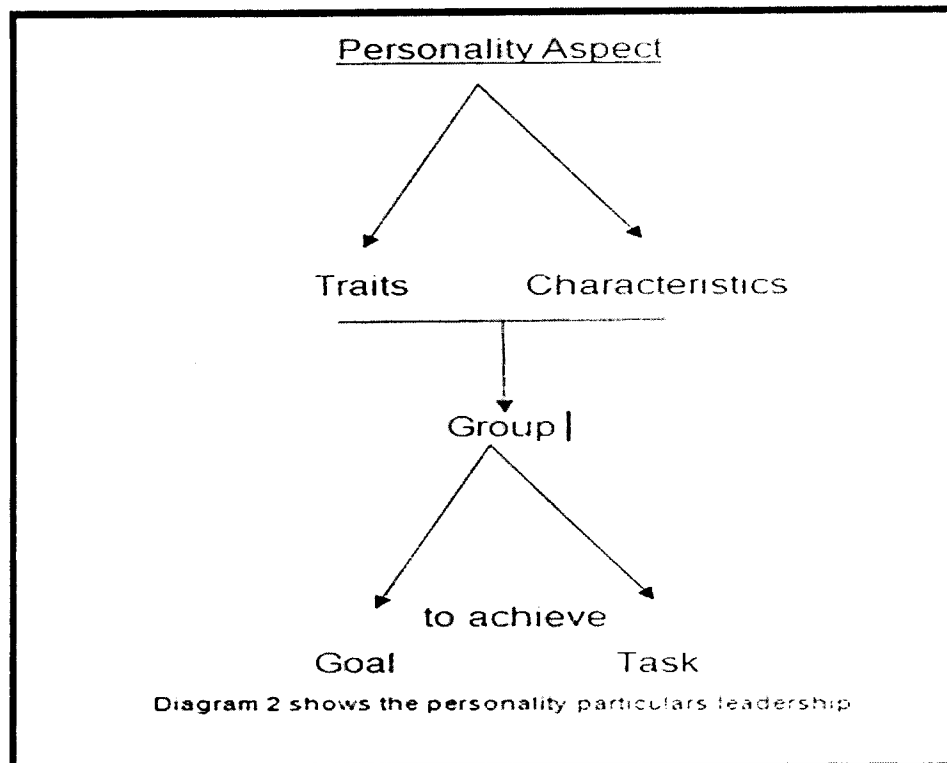 Personality Aspect
Traits Characteristics
Group
to achieve
Goal Task
Diagram 2 shows the personality particulars leadership